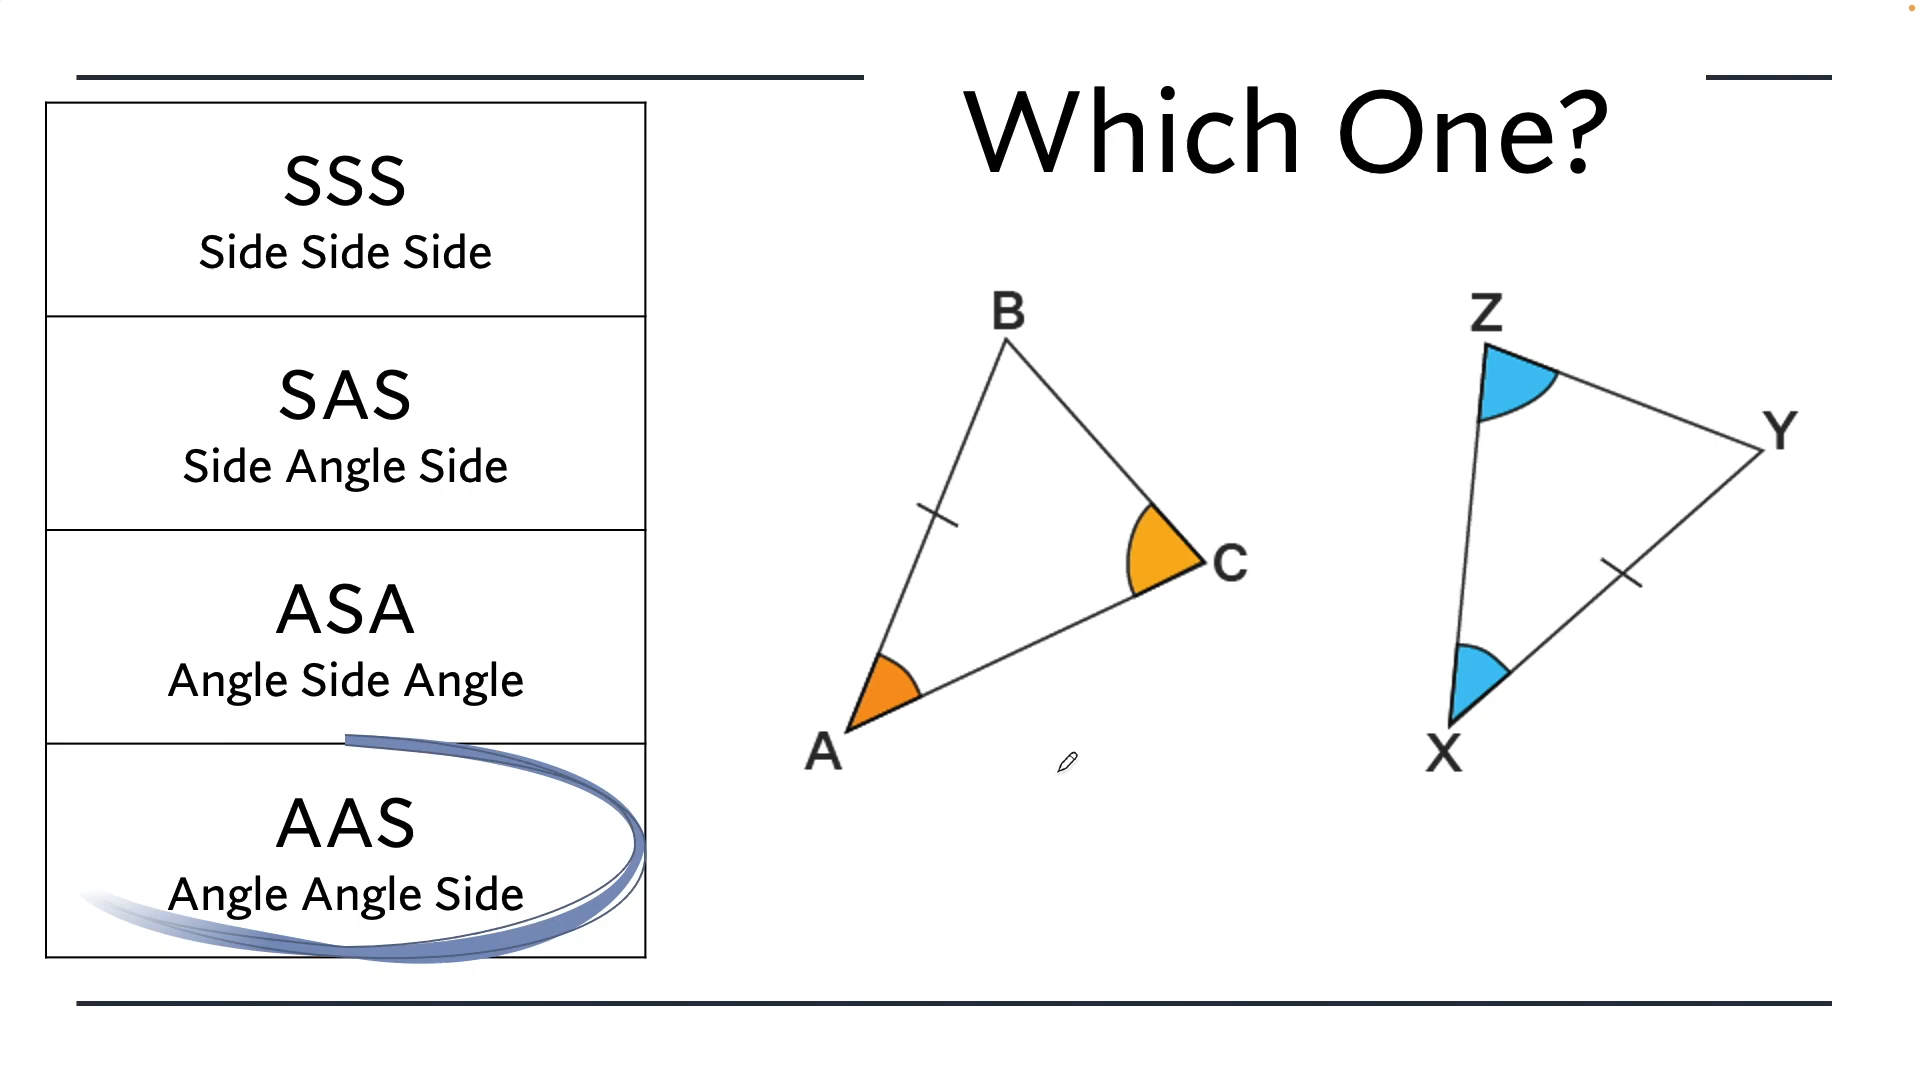 Which One?
SSS
Side Side Side
SAS
Side Angle Side
ASA
Angle Side Angle
AAS
Angle Angle Side
B
C
A
Z
Y
X